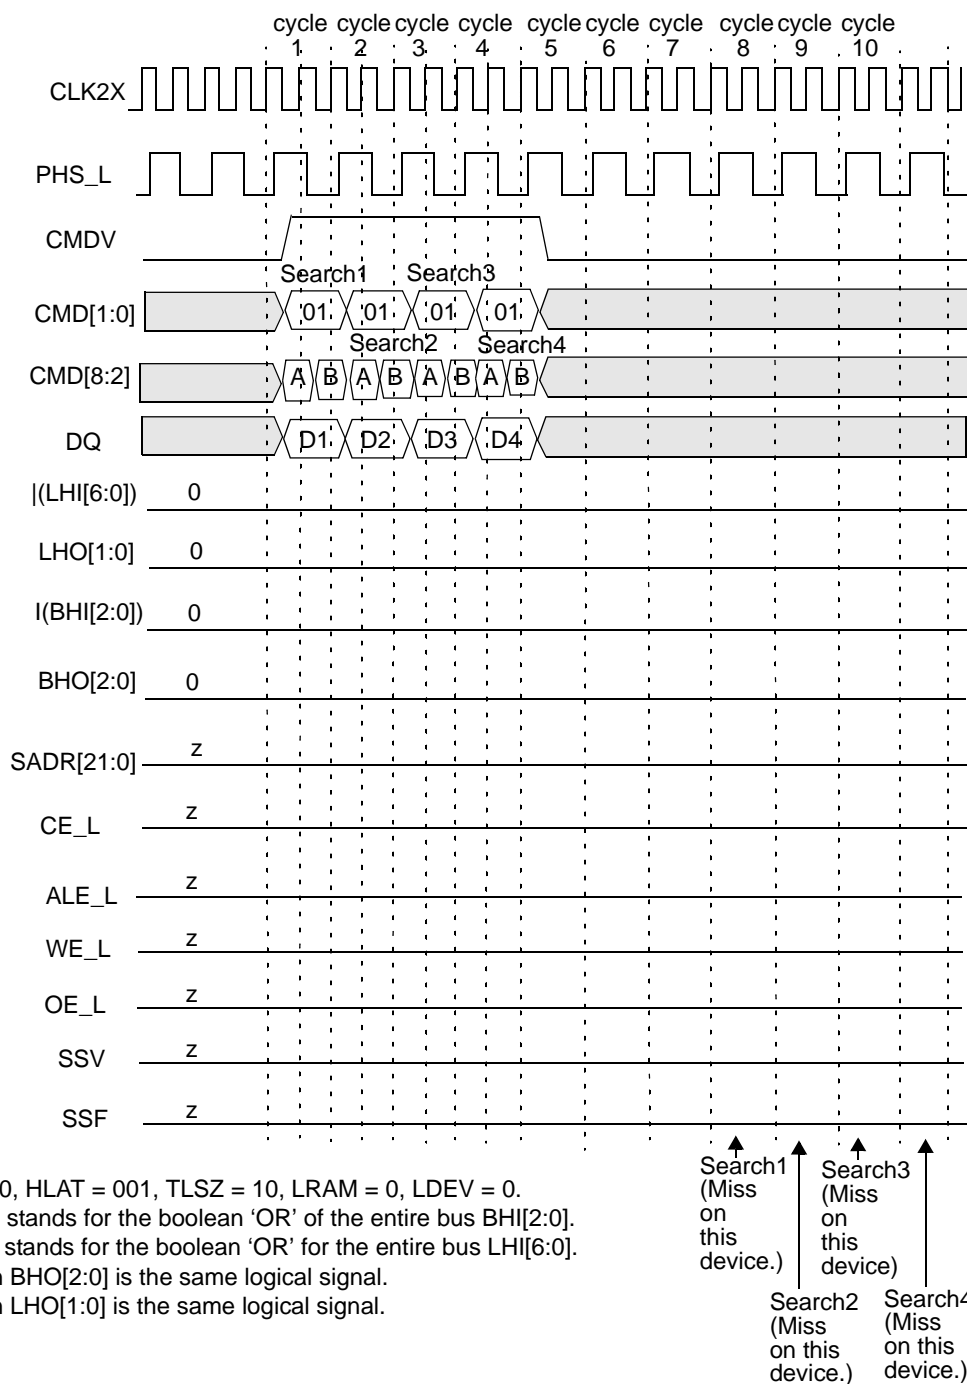 cycle cycle cycle cycle cycle cycle cycle cycle cycle cycle
1 2 3 4 5 6 7 8 9 10
CLK2X
PHS_L
CMDV
Search1 Search3
CMD[1:0] 01 01 01 01
Search2 Search4
CMD[8:2] A B A B A B A B
DQ D1 D2 D3 D4
|(LHI[6:0]) 0
LHO[1:0] 0
I(BHI[2:0]) 0
BHO[2:0] 0
SADR[21:0] z
CE_L z
ALE_L z
WE_L z
OE_L z
SSV z
SSF z
0, HLAT = 001, TLSZ = 10, LRAM = 0, LDEV = 0.
stands for the boolean ‘OR’ of the entire bus BHI[2:0].
stands for the boolean ‘OR’ for the entire bus LHI[6:0].
BHO[2:0] is the same logical signal.
LHO[1:0] is the same logical signal.
Search1
(Miss
on
this
device.)
Search3
(Miss
on
this
device)
Search2
(Miss
on this
device.)
Search4
(Miss
on this
device.)